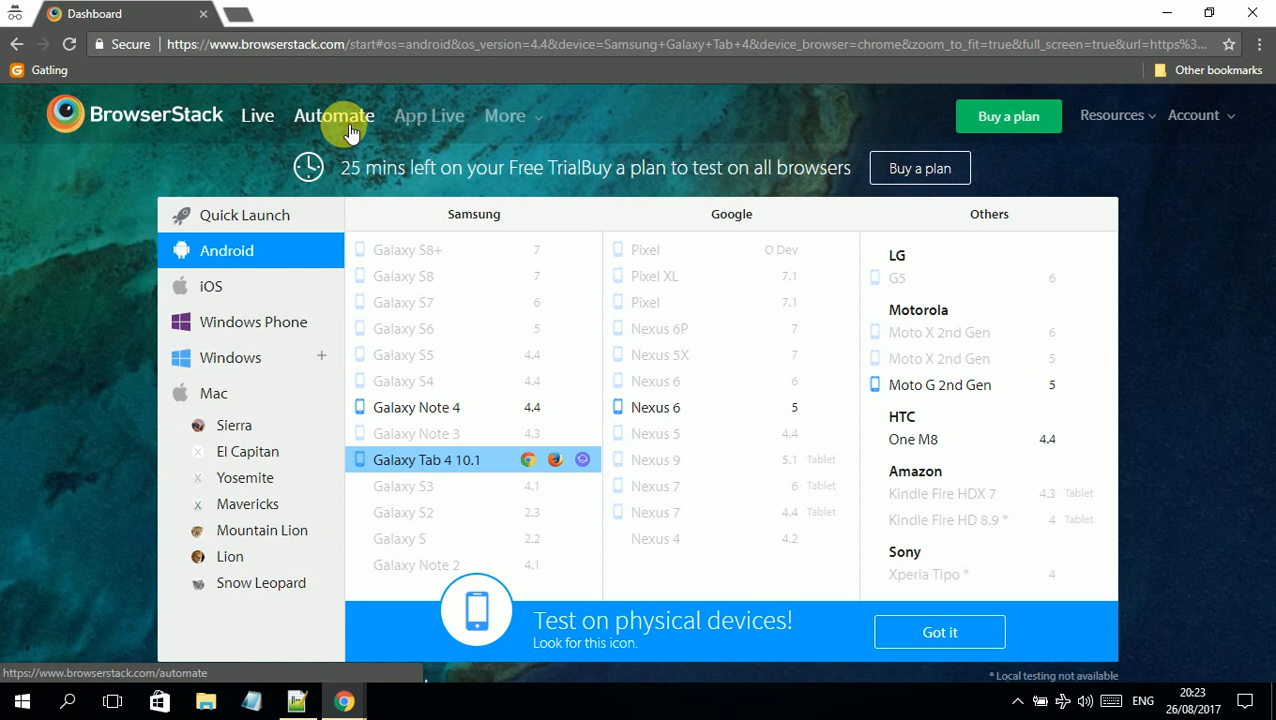 Dashboard
Secure https://www.browserstack.com/start#os=android&os_version=4.4&device=Samsung+Galaxy+Tab+4&device_browser=chrome&zoom_to_fit=true&full_screen=true&url=https%3...
Gatling Other bookmarks
BrowserStack Live Automate App Live More Buy a plan Resources Account
25 mins left on your Free TrialBuy a plan to test on all browsers Buy a plan
Quick Launch
Android
iOS
Windows Phone
Windows +
Mac
Sierra
El Capitan
Yosemite
Mavericks
Mountain Lion
Lion
Snow Leopard
Samsung
Galaxy S8+ 7
Galaxy S8 7
Galaxy S7 6
Galaxy S6 5
Galaxy S5 4.4
Galaxy S4 4.4
Galaxy Note 4 4.4
Galaxy Note 3 4.3
Galaxy Tab 4 10.1
Galaxy S3 4.1
Galaxy S2 2.3
Galaxy S 2.2
Galaxy Note 2 4.1
Google
Pixel O Dev
Pixel XL 7.1
Pixel 7.1
Nexus 6P 7
Nexus 5X 7
Nexus 6 6
Nexus 6 5
Nexus 5 4.4
Nexus 9 5.1 Tablet
Nexus 7 6 Tablet
Nexus 7 4.4 Tablet
Nexus 4 4.2
Others
LG
G5 6
Motorola
Moto X 2nd Gen 6
Moto X 2nd Gen 5
Moto G 2nd Gen 5
HTC
One M8 4.4
Amazon
Kindle Fire HDX 7 4.3 Tablet
Kindle Fire HD 8.9 * 4 Tablet
Sony
Xperia Tipo * 4
Test on physical devices!
Look for this icon.
Got it
* Local testing not available
https://www.browserstack.com/automate
ENG
20:23
26/08/2017